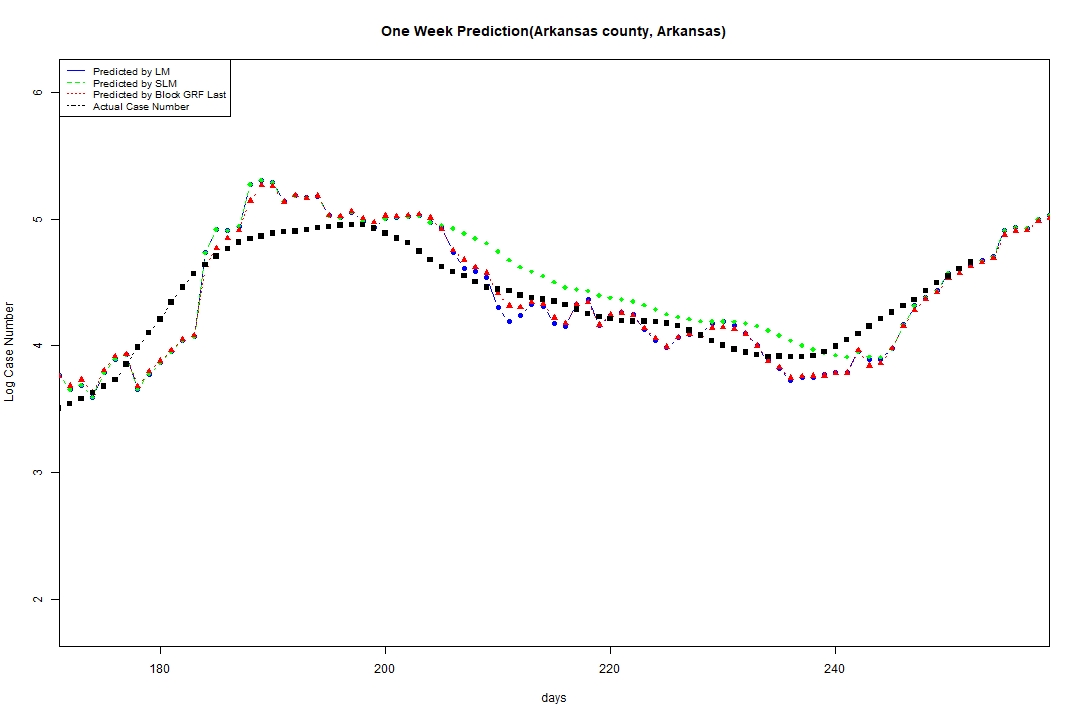 One Week Prediction(Arkansas county, Arkansas)
Predicted by LM
Predicted by SLM
Predicted by Block GRF Last
Actual Case Number
6
5
4
3
2
Log Case Number
180
200
220
240
days